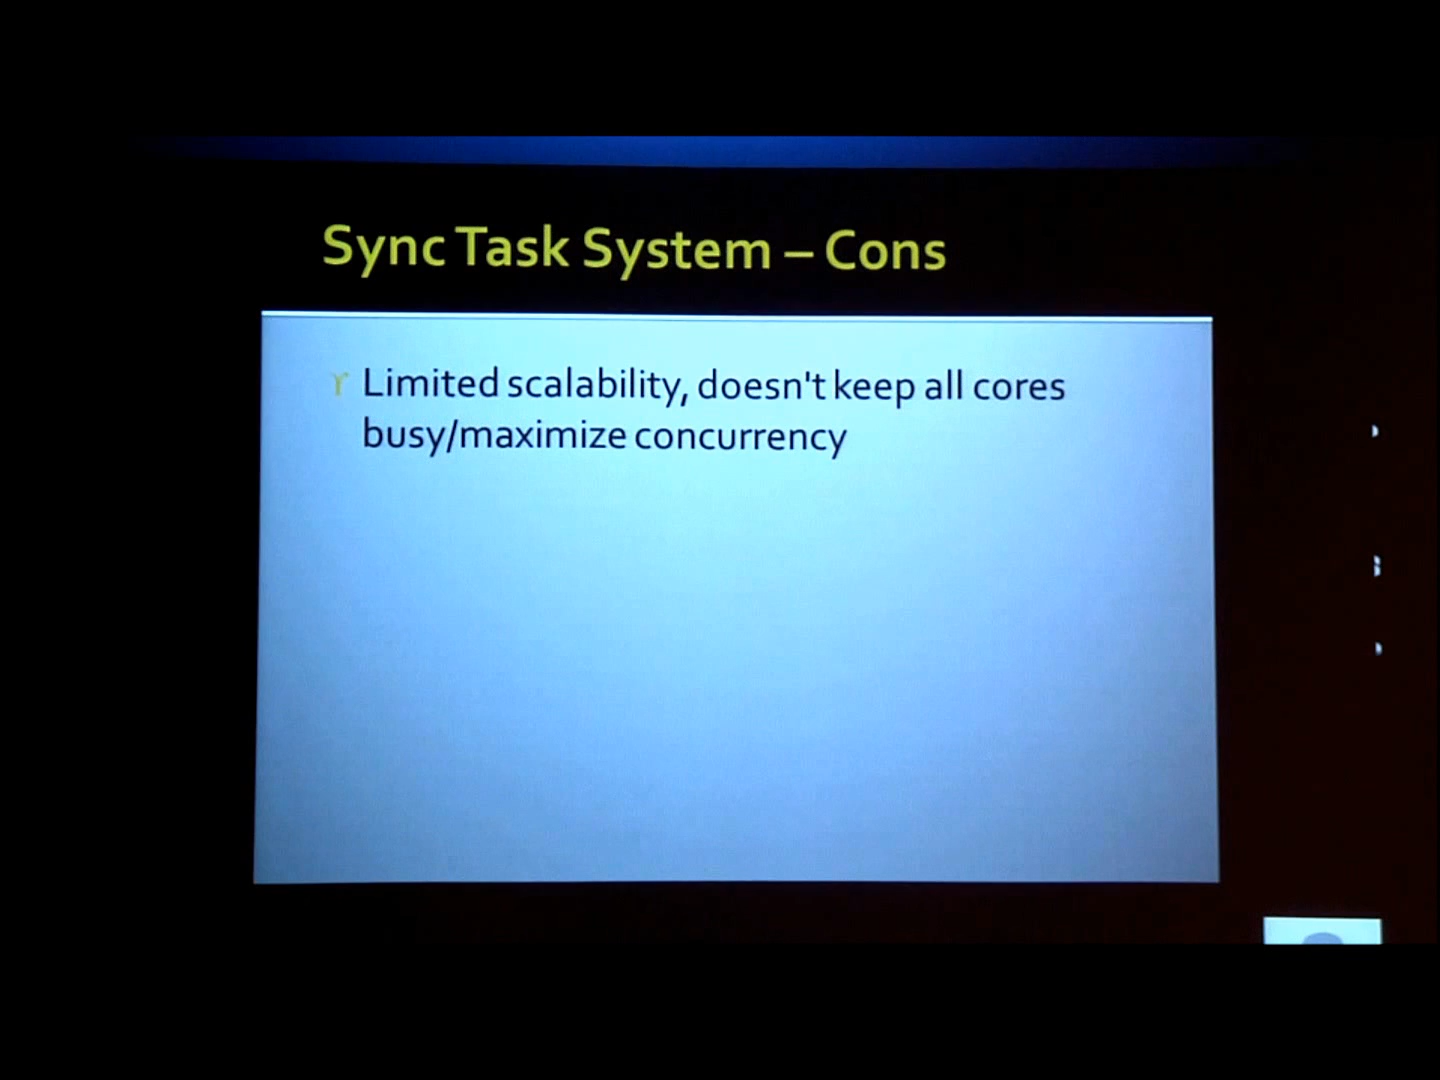 Sync Task System – Cons
Limited scalability, doesn't keep all cores
busy/maximize concurrency